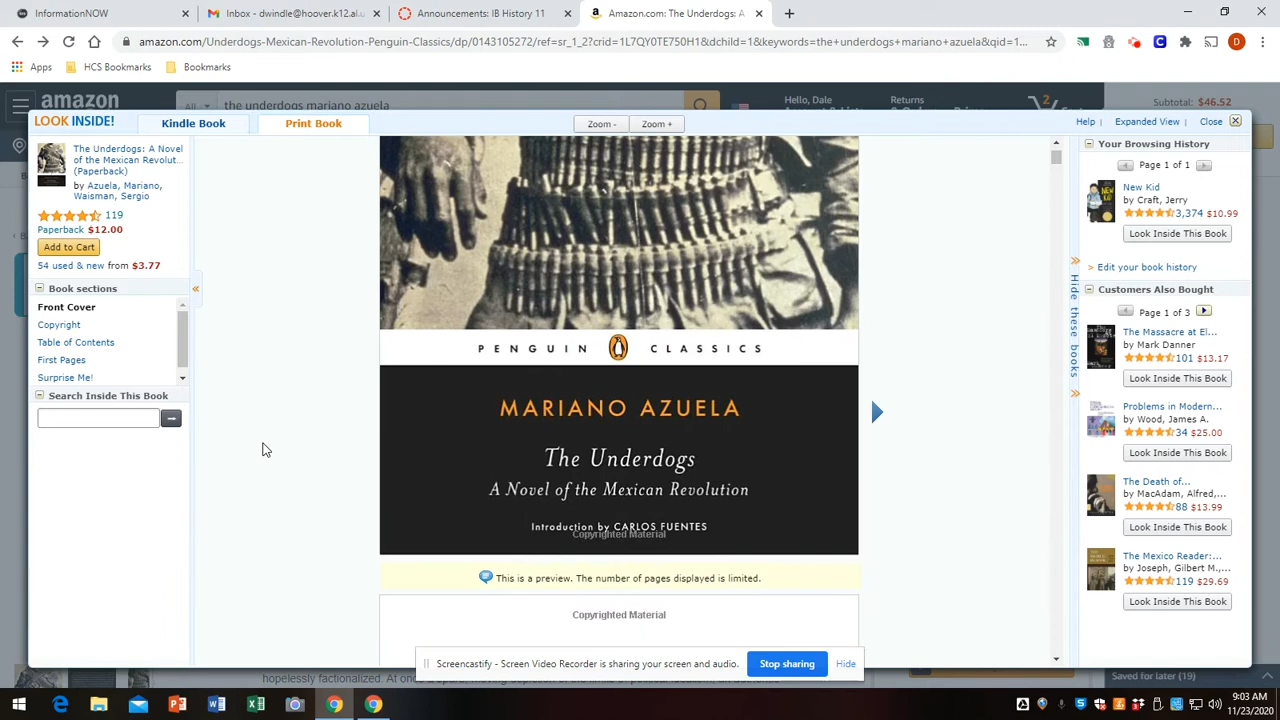 InformationNOW
Inbox - dwindle@hoover.k12.al.u
Announcements: IB History 11
Amazon.com: The Underdogs: A
amazon.com/Underdogs-Mexican-Revolution-Penguin-Classics/dp/0143105272/ref=sr_1_2?crid=1L7QY0TE750H1&dchild=1&keywords=the+underdogs+mariano+azuela&qid=1...
Apps
HCS Bookmarks
Bookmarks
amazon
All
the underdogs mariano azuela
Hello, Dale
Returns
2
Subtotal: $46.52
LOOK INSIDE!
Kindle Book
Print Book
Zoom -
Zoom +
Help |
Expanded View |
Close
The Underdogs: A Novel
of the Mexican Revolut...
(Paperback)
by Azuela, Mariano,
Waisman, Sergio
119
Paperback $12.00
Add to Cart
54 used & new from $3.77
Book sections
Front Cover
Copyright
Table of Contents
First Pages
Surprise Me!
Search Inside This Book
PENGUIN CLASSICS
MARIANO AZUELA
The Underdogs
A Novel of the Mexican Revolution
Introduction by CARLOS FUENTES
Copyrighted Material
This is a preview. The number of pages displayed is limited.
Copyrighted Material
Hide these books
Your Browsing History
Page 1 of 1
New Kid
by Craft, Jerry
3,374 $10.99
Look Inside This Book
> Edit your book history
Customers Also Bought
Page 1 of 3
The Massacre at El...
by Mark Danner
101 $13.17
Look Inside This Book
Problems in Modern...
by Wood, James A.
34 $25.00
Look Inside This Book
The Death of...
by MacAdam, Alfred,...
88 $13.99
Look Inside This Book
The Mexico Reader:...
by Joseph, Gilbert M.,...
119 $29.69
Look Inside This Book
Screencastify - Screen Video Recorder is sharing your screen and audio.
Stop sharing
Hide
hopelessly factionalized. At once a
Saved for later (19)
9:03 AM
11/23/2020